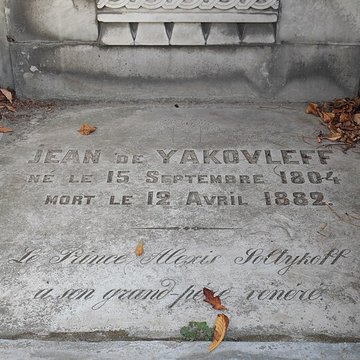 JEAN DE YAKOVLEFF
NÉ LE 15 SEPTEMBRE 1804
MORT LE 12 AVRIL 1882.
Le Prince Alexis Soltykoff
à son grand-père vénéré.